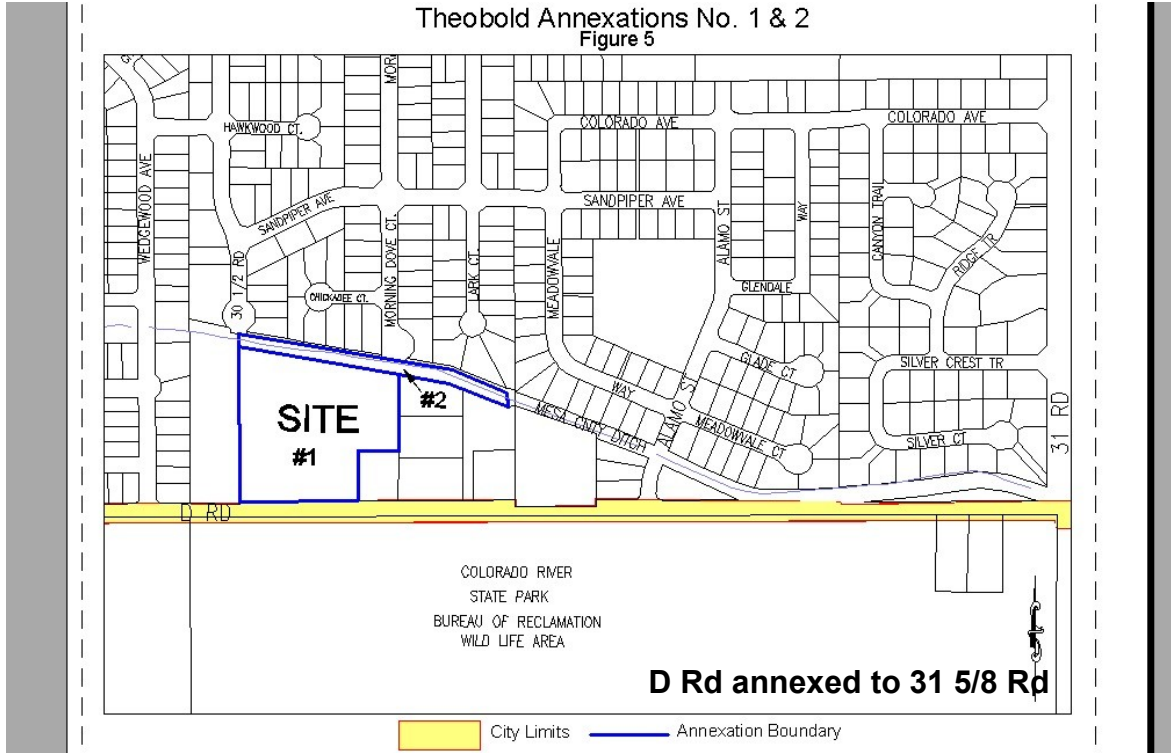 Theobold Annexations No. 1 & 2
Figure 5
MOR
HAWKWOOD CT.
COLORADO AVE
COLORADO AVE
WEDGEWOOD AVE
SANDPIPER AVE
SANDPIPER AVE
MORNING DOVE CT.
LARK CT.
MEADOWVALE
ALAMO ST
WAY
CANYON TRAIL
RIDGE TR
30 1/2 RD
CHICKADEE CT.
GLENDALE
GLADE CT
SILVER CREST TR
WAY
#2
MESA CNTY DITCH
ALAMO ST
MEADOWVALE CT
SILVER CT
31 RD
SITE
#1
D RD
COLORADO RIVER
STATE PARK
BUREAU OF RECLAMATION
WILD LIFE AREA
D Rd annexed to 31 5/8 Rd
City Limits
Annexation Boundary